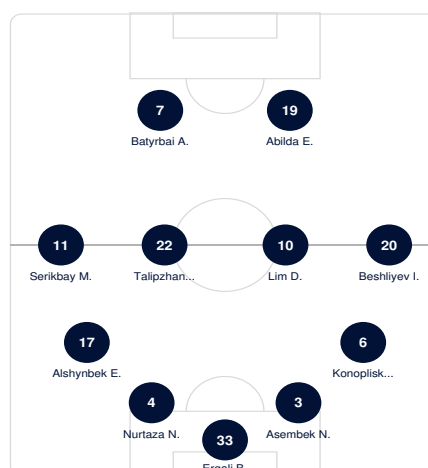 7
19
Batyrbai A.
Abilda E.
11
22
10
20
Serikbay M.
Talipzhan...
Lim D.
Beshliyev I.
17
6
Alshynbek E.
Konoplisk...
4
3
Nurtaza N.
33
Asembek N.